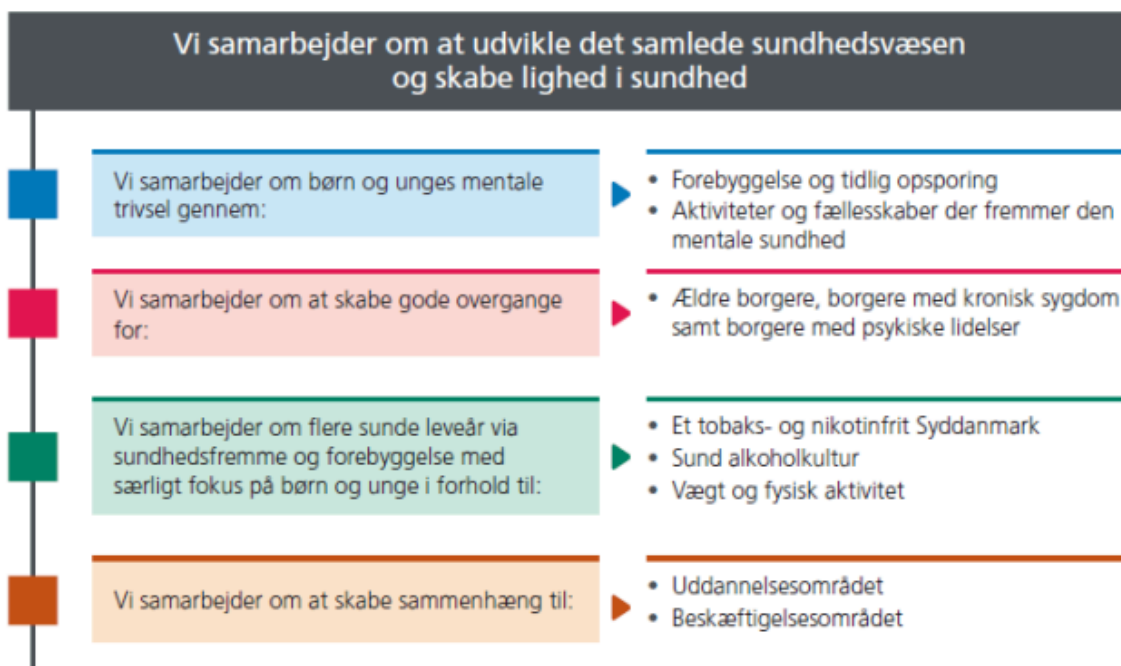 Vi samarbejder om at udvikle det samlede sundhedsvæsen
og skabe lighed i sundhed
Vi samarbejder om børn og unges mentale
trivsel gennem:
• Forebyggelse og tidlig opsporing
• Aktiviteter og fællesskaber der fremmer den
mentale sundhed
Vi samarbejder om at skabe gode overgange
for:
• Ældre borgere, borgere med kronisk sygdom
samt borgere med psykiske lidelser
Vi samarbejder om flere sunde leveår via
sundhedsfremme og forebyggelse med
særligt fokus på børn og unge i forhold til:
• Et tobaks- og nikotinfrit Syddanmark
• Sund alkoholkultur
• Vægt og fysisk aktivitet
Vi samarbejder om at skabe sammenhæng til:
• Uddannelsesområdet
• Beskæftigelsesområdet